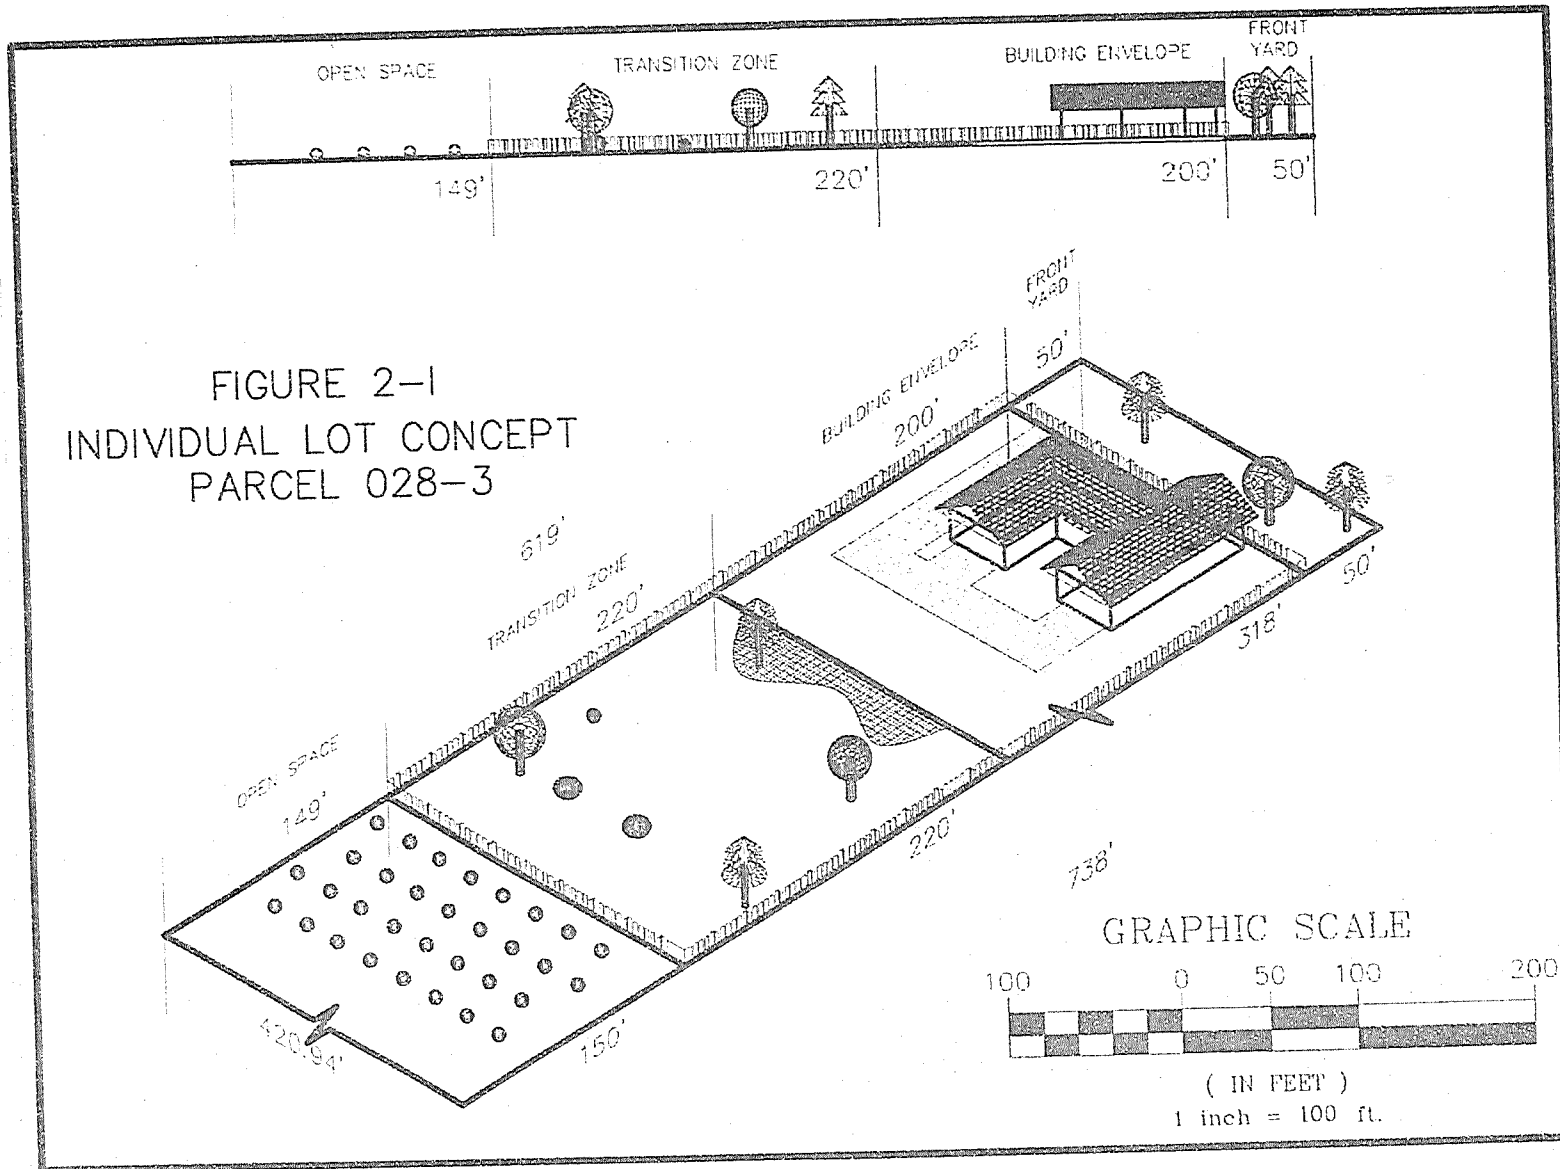 OPEN SPACE
TRANSITION ZONE
BUILDING ENVELOPE
FRONT
YARD
149'
220'
200'
50'
FIGURE 2-1
INDIVIDUAL LOT CONCEPT
PARCEL 028-3
FRONT
YARD
50'
BUILDING ENVELOPE
200'
619'
TRANSITION ZONE
220'
OPEN SPACE
149'
50'
318'
220'
738'
150'
420.94'
GRAPHIC SCALE
100 0 50 100 200
( IN FEET )
1 inch = 100 ft.